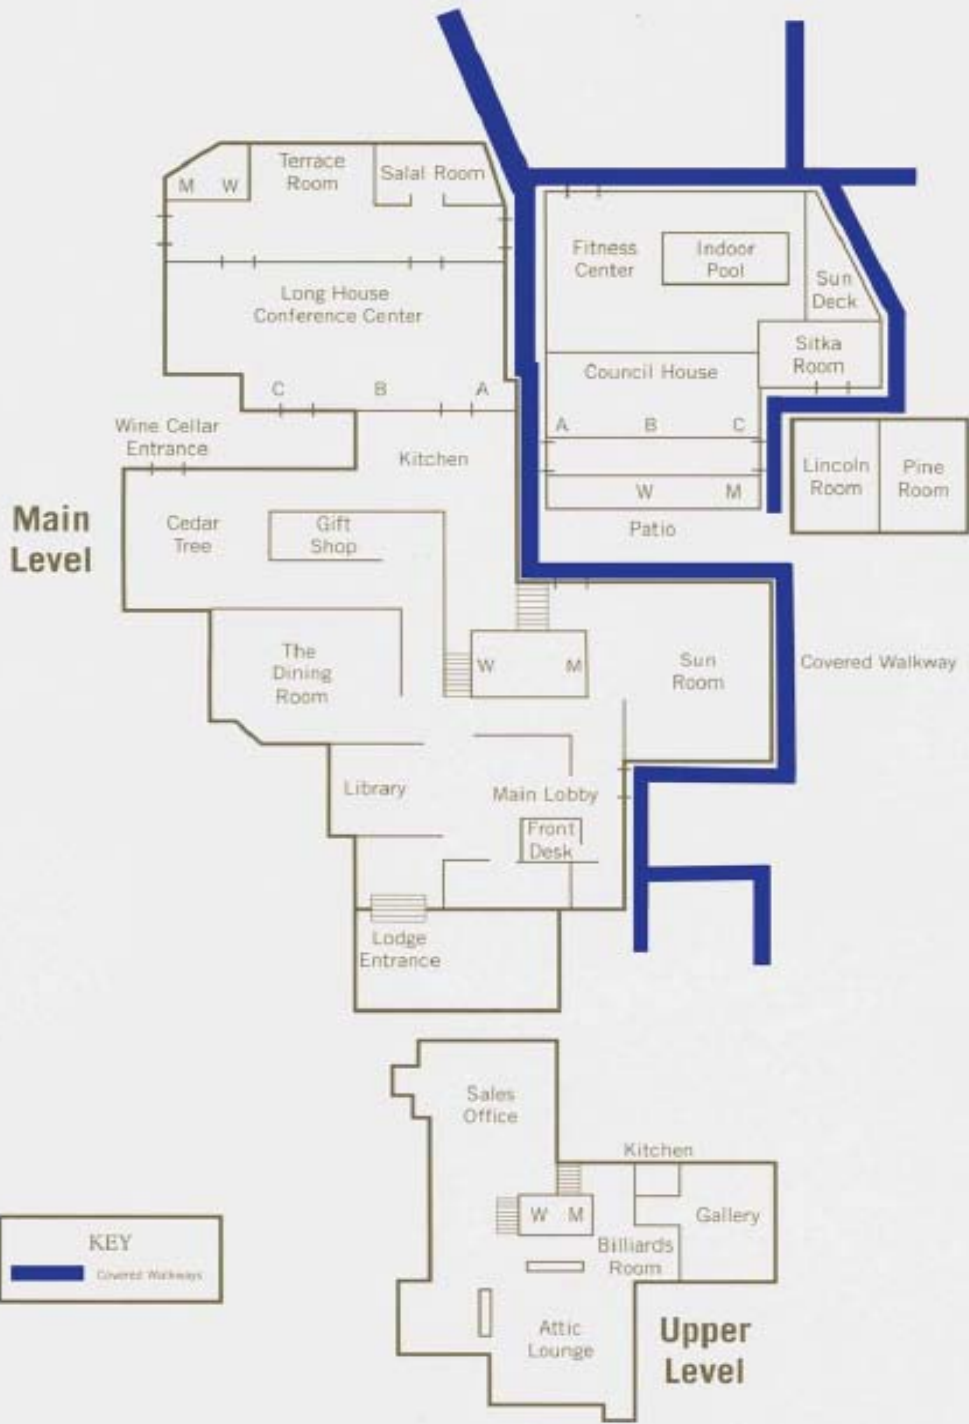 Terrace
Room
Salal Room
M W
Fitness
Center
Indoor
Pool
Sun
Deck
Long House
Conference Center
Sitka
Room
Council House
C B A
A B C
Wine Cellar
Entrance
Kitchen
Lincoln
Room
Pine
Room
W M
Main
Level
Cedar
Tree
Gift
Shop
Patio
The
Dining
Room
W M
Sun
Room
Covered Walkway
Library
Main Lobby
Front
Desk
Lodge
Entrance
Sales
Office
Kitchen
W M
Gallery
Billiards
Room
KEY
Covered Walkways
Attic
Lounge
Upper
Level